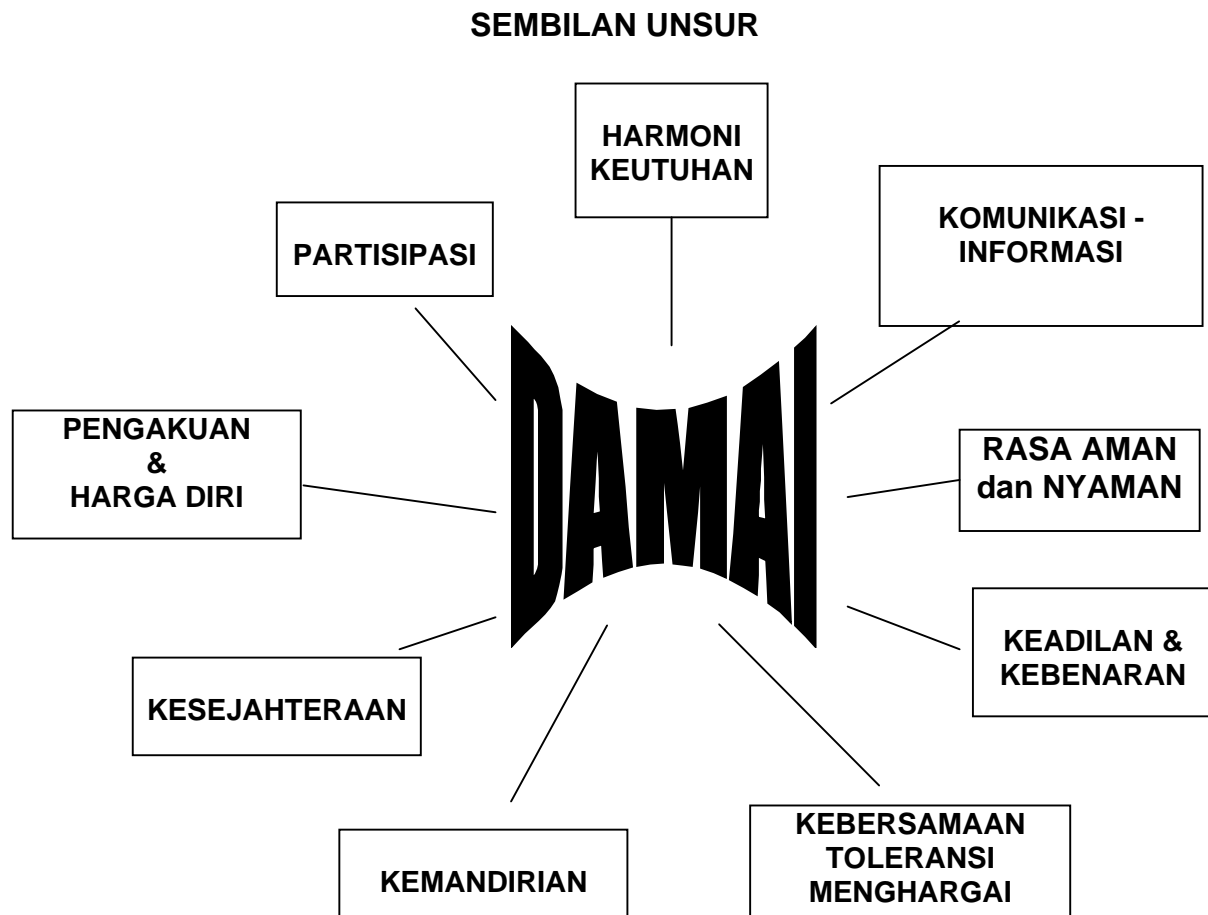 SEMBILAN UNSUR
HARMONI
KEUTUHAN
KOMUNIKASI -
INFORMASI
PARTISIPASI
DAMAI
PENGAKUAN
&
HARGA DIRI
RASA AMAN
dan NYAMAN
KEADILAN &
KEBENARAN
KESEJAHTERAAN
KEMANDIRIAN
KEBERSAMAAN
TOLERANSI
MENGHARGAI